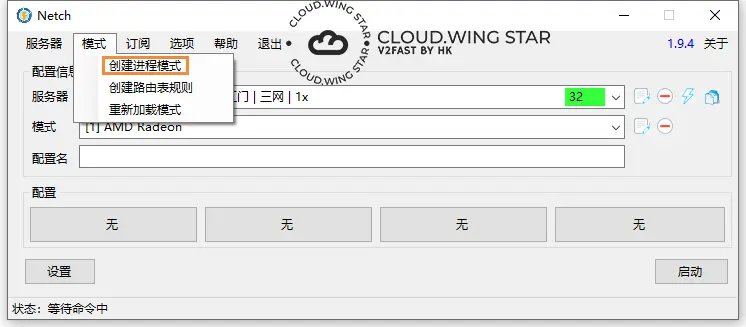 Netch
服务器 模式 订阅 选项 帮助 退出
1.9.4 关于
CLOUD.WING STAR
CLOUD.WING STAR
V2FAST BY HK
CLOUD.WING STAR
创建进程模式
创建路由表规则
重新加载模式
配置信息
服务器 门 | 三网 | 1x 32
模式 [1] AMD Radeon
配置名
配置
无 无 无 无
设置 启动
状态：等待命令中